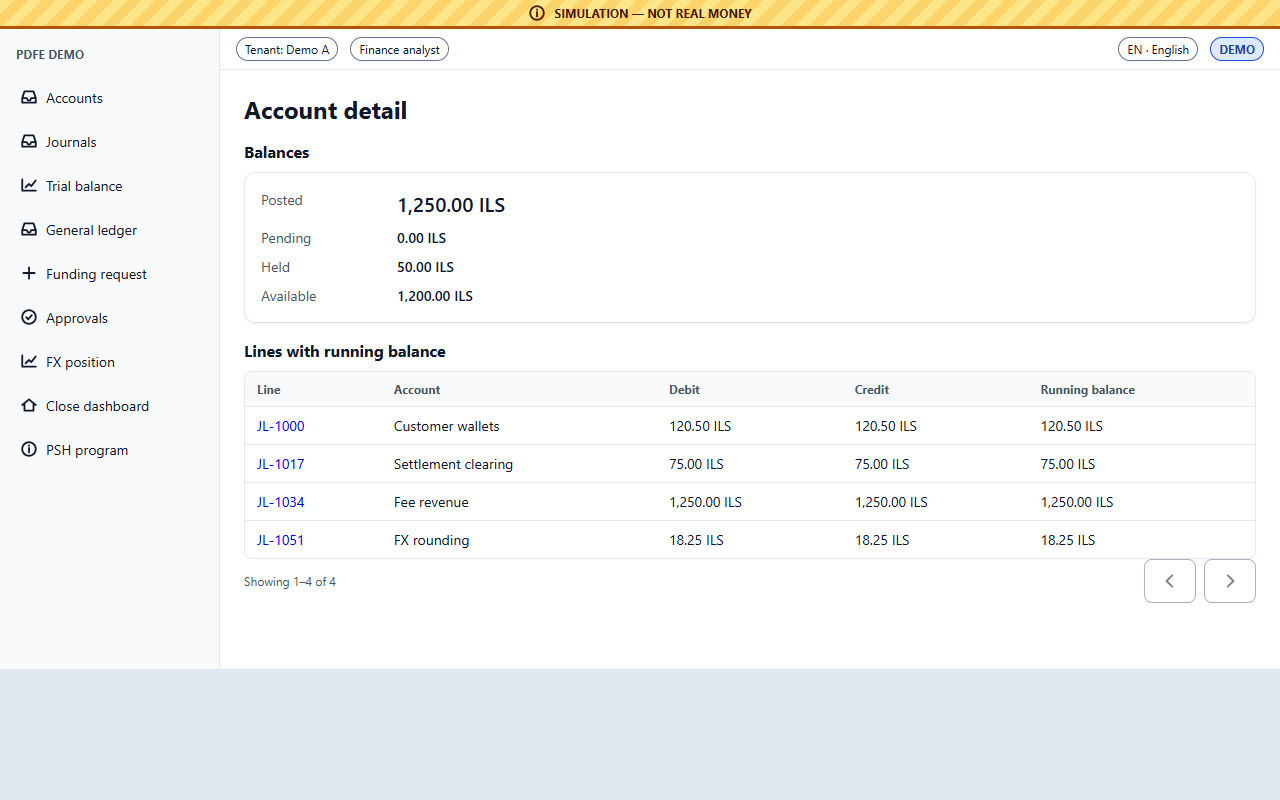 SIMULATION — NOT REAL MONEY
PDFE DEMO
Tenant: Demo A
Finance analyst
EN · English
DEMO
Accounts
Journals
Trial balance
General ledger
Funding request
Approvals
FX position
Close dashboard
PSH program
Account detail
Balances
Posted 1,250.00 ILS
Pending 0.00 ILS
Held 50.00 ILS
Available 1,200.00 ILS
Lines with running balance
Line Account Debit Credit Running balance
JL-1000 Customer wallets 120.50 ILS 120.50 ILS 120.50 ILS
JL-1017 Settlement clearing 75.00 ILS 75.00 ILS 75.00 ILS
JL-1034 Fee revenue 1,250.00 ILS 1,250.00 ILS 1,250.00 ILS
JL-1051 FX rounding 18.25 ILS 18.25 ILS 18.25 ILS
Showing 1–4 of 4